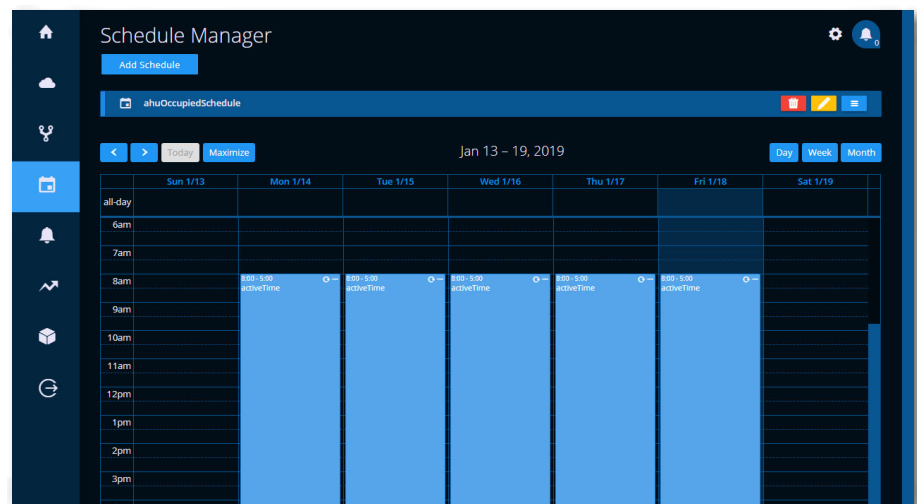 Schedule Manager
0
Add Schedule
ahuOccupiedSchedule
Today Maximize Jan 13 – 19, 2019 Day Week Month
Sun 1/13 Mon 1/14 Tue 1/15 Wed 1/16 Thu 1/17 Fri 1/18 Sat 1/19
all-day
6am
7am
8am 8:00 - 5:00 8:00 - 5:00 8:00 - 5:00 8:00 - 5:00 8:00 - 5:00
activeTime activeTime activeTime activeTime activeTime
9am
10am
11am
12pm
1pm
2pm
3pm